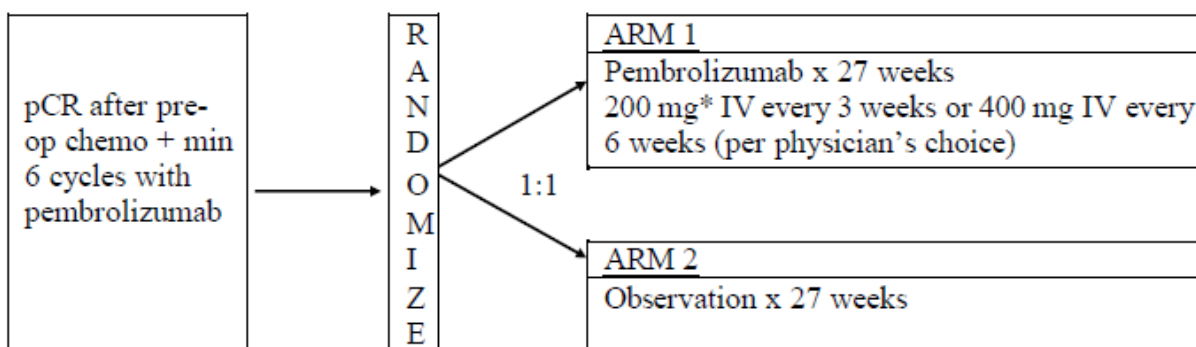 pCR after pre-
op chemo + min
6 cycles with
pembrolizumab
R
A
N
D
O
M
I
Z
E
1:1
ARM 1
Pembrolizumab x 27 weeks
200 mg* IV every 3 weeks or 400 mg IV every
6 weeks (per physician’s choice)
ARM 2
Observation x 27 weeks